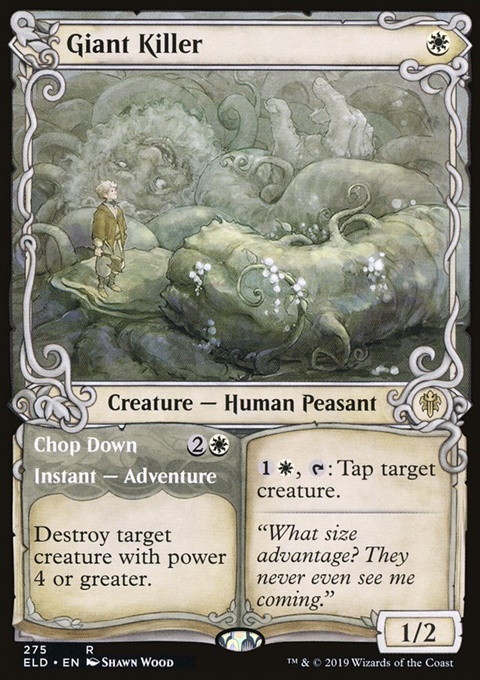 Giant Killer
Creature — Human Peasant
Chop Down 2
Instant — Adventure
Destroy target
creature with power
4 or greater.
1 , : Tap target
creature.
“What size
advantage? They
never even see me
coming.”
1/2
275 R
ELD • EN Shawn Wood
™ & © 2019 Wizards of the Coast